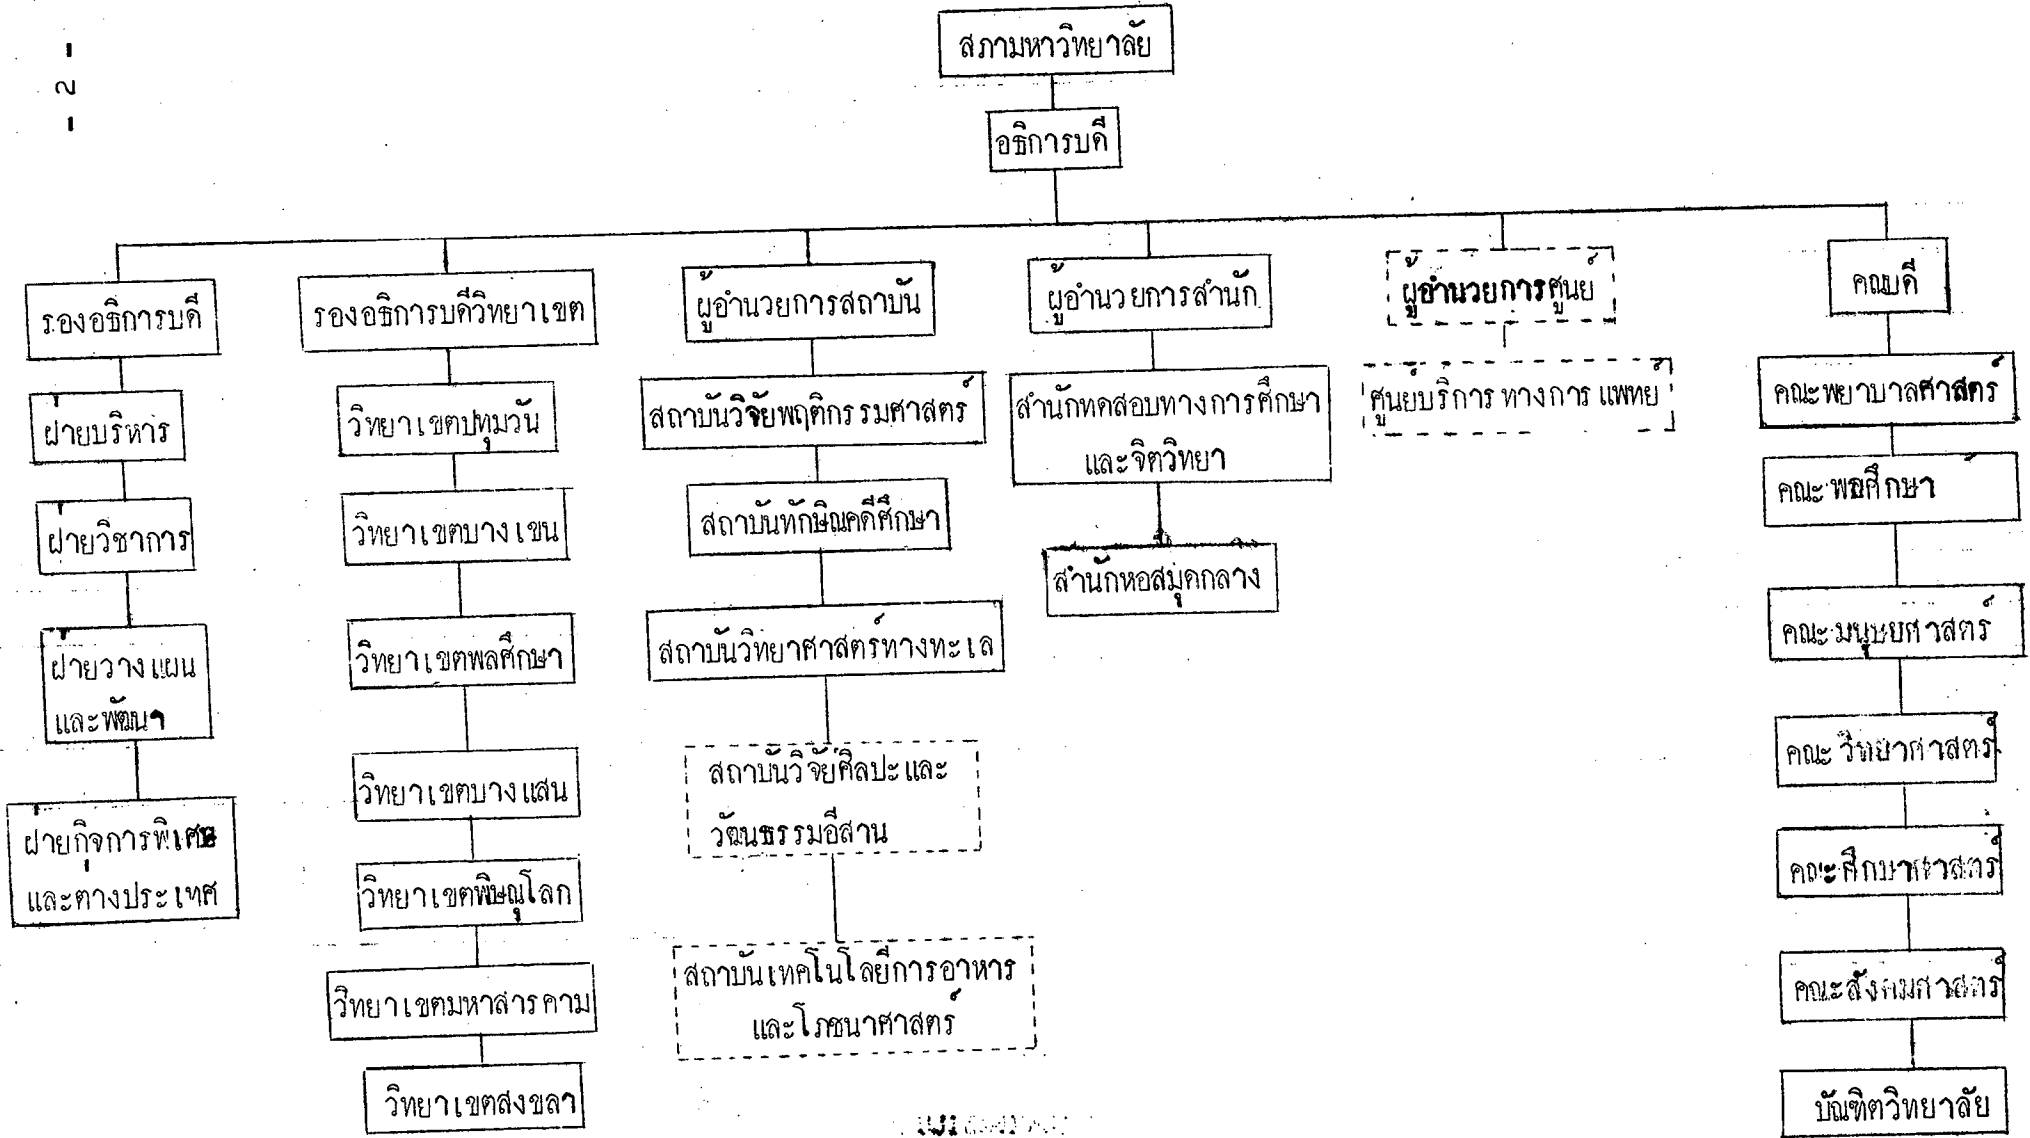 - ๒ -
สภามหาวิทยาลัย
อธิการบดี
รองอธิการบดี
ฝ่ายบริหาร
ฝ่ายวิชาการ
ฝ่ายวางแผน
และพัฒนา
ฝ่ายกิจการพิเศษ
และต่างประเทศ
รองอธิการบดีวิทยาเขต
วิทยาเขตปทุมวัน
วิทยาเขตบางเขน
วิทยาเขตพลศึกษา
วิทยาเขตบางแสน
วิทยาเขตพิษณุโลก
วิทยาเขตมหาสารคาม
วิทยาเขตสงขลา
ผู้อำนวยการสถาบัน
สถาบันวิจัยพฤติกรรมศาสตร์
สถาบันทักษิณคดีศึกษา
สถาบันวิทยาศาสตร์ทางทะเล
สถาบันวิจัยศิลปะและ
วัฒนธรรมอีสาน
สถาบันเทคโนโลยีการอาหาร
และโภชนาศาสตร์
ผู้อำนวยการสำนัก
สำนักทดสอบทางการศึกษา
และจิตวิทยา
สำนักหอสมุดกลาง
ผู้อำนวยการศูนย์
ศูนย์บริการทางการแพทย์
คณบดี
คณะพยาบาลศาสตร์
คณะพลศึกษา
คณะมนุษยศาสตร์
คณะวิทยาศาสตร์
คณะศึกษาศาสตร์
คณะสังคมศาสตร์
บัณฑิตวิทยาลัย